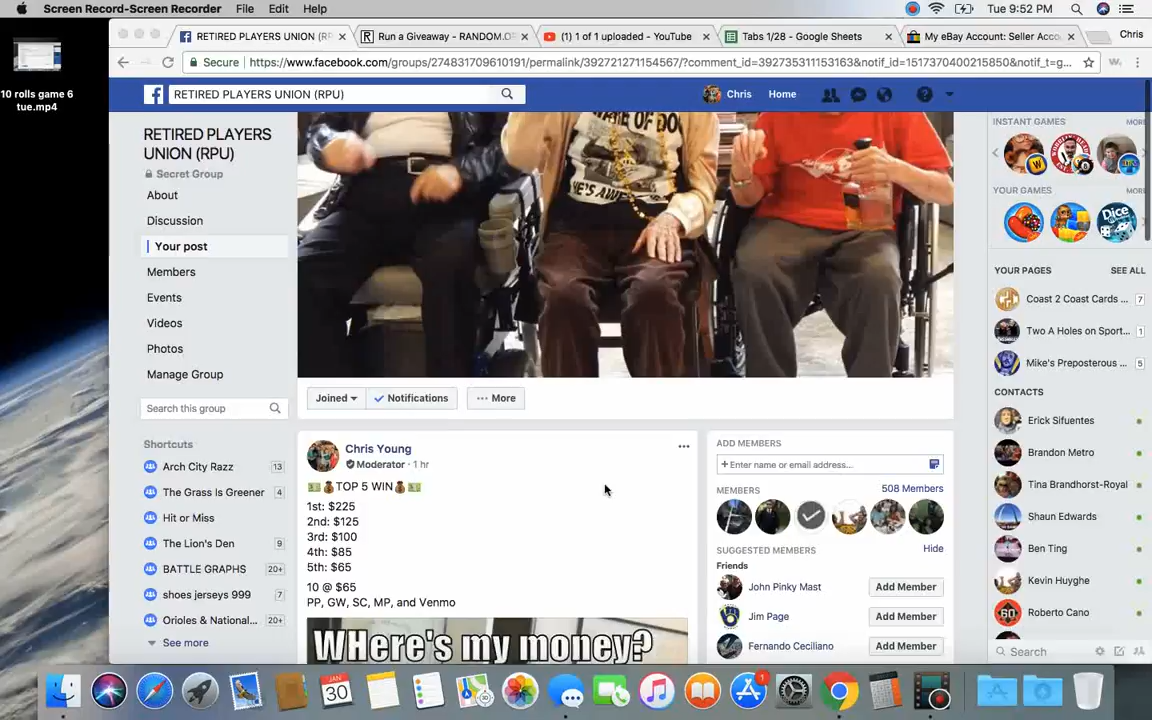 Screen Record-Screen Recorder File Edit Help
Tue 9:52 PM
RETIRED PLAYERS UNION (RP
Run a Giveaway - RANDOM.O
(1) 1 of 1 uploaded - YouTube
Tabs 1/28 - Google Sheets
My eBay Account: Seller Acco
Chris
Secure
https://www.facebook.com/groups/274831709610191/permalink/392721271154567/?comment_id=392735311153163&notif_id=1517370400215850&notif_t=g...
10 rolls game 6
tue.mp4
RETIRED PLAYERS UNION (RPU)
Chris
Home
RETIRED PLAYERS
UNION (RPU)
Secret Group
About
Discussion
Your post
Members
Events
Videos
Photos
Manage Group
Search this group
Shortcuts
Arch City Razz 13
The Grass Is Greener 4
Hit or Miss
The Lion's Den 9
BATTLE GRAPHS 20+
shoes jerseys 999 7
Orioles & National... 20+
See more
Joined
Notifications
More
Chris Young
Moderator · 1 hr
TOP 5 WIN
1st: $225
2nd: $125
3rd: $100
4th: $85
5th: $65
10 @ $65
PP, GW, SC, MP, and Venmo
WHere's my money?
ADD MEMBERS
+ Enter name or email address...
MEMBERS
508 Members
SUGGESTED MEMBERS
Hide
Friends
John Pinky Mast
Add Member
Jim Page
Add Member
Fernando Ceciliano
Add Member
INSTANT GAMES
MOR
YOUR GAMES
MOR
Dice
YOUR PAGES
SEE ALL
Coast 2 Coast Cards ... 7
Two A Holes on Sport... 1
Mike's Preposterous ... 5
CONTACTS
Erick Sifuentes
Brandon Metro
Tina Brandhorst-Royal
Shaun Edwards
Ben Ting
Kevin Huyghe
Roberto Cano
Search
JAN
30
1